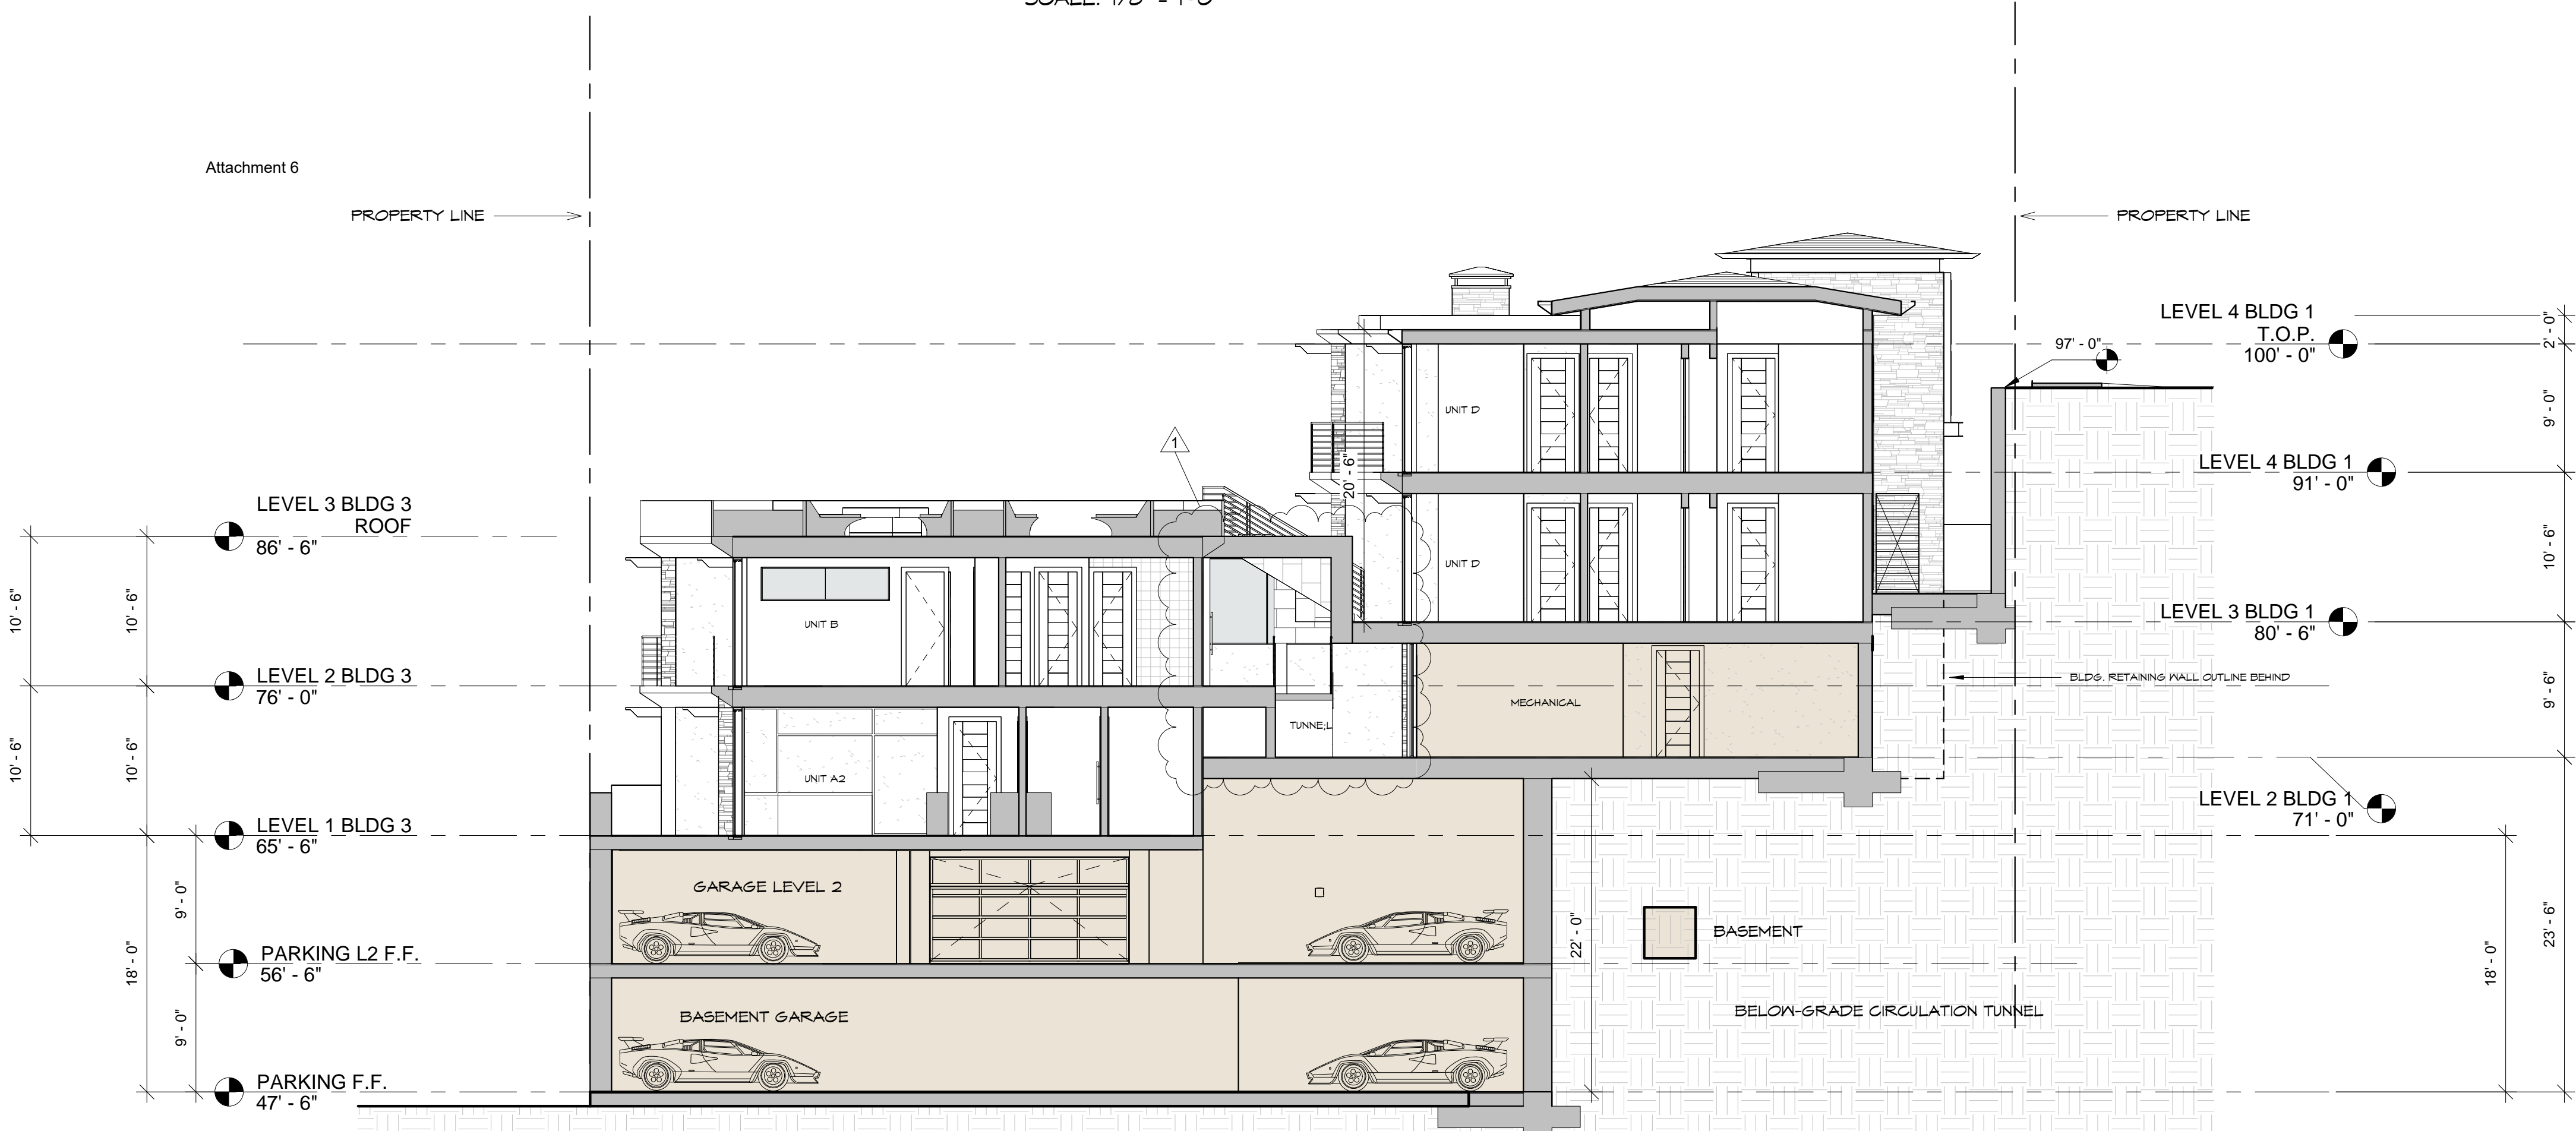 Attachment 6
PROPERTY LINE
PROPERTY LINE
LEVEL 4 BLDG 1
T.O.P.
100' - 0"
97' - 0"
2' - 0"
9' - 0"
UNIT D
1
20' - 6"
LEVEL 4 BLDG 1
91' - 0"
LEVEL 3 BLDG 3
ROOF
86' - 6"
10' - 6"
UNIT D
10' - 6"
10' - 6"
UNIT B
LEVEL 3 BLDG 1
80' - 6"
LEVEL 2 BLDG 3
76' - 0"
BLDG. RETAINING WALL OUTLINE BEHIND
9' - 6"
MECHANICAL
TUNNE;L
10' - 6"
10' - 6"
UNIT A2
LEVEL 2 BLDG 1
71' - 0"
LEVEL 1 BLDG 3
65' - 6"
GARAGE LEVEL 2
9' - 0"
18' - 0"
22' - 0"
BASEMENT
23' - 6"
18' - 0"
PARKING L2 F.F.
56' - 6"
BASEMENT GARAGE
BELOW-GRADE CIRCULATION TUNNEL
9' - 0"
PARKING F.F.
47' - 6"